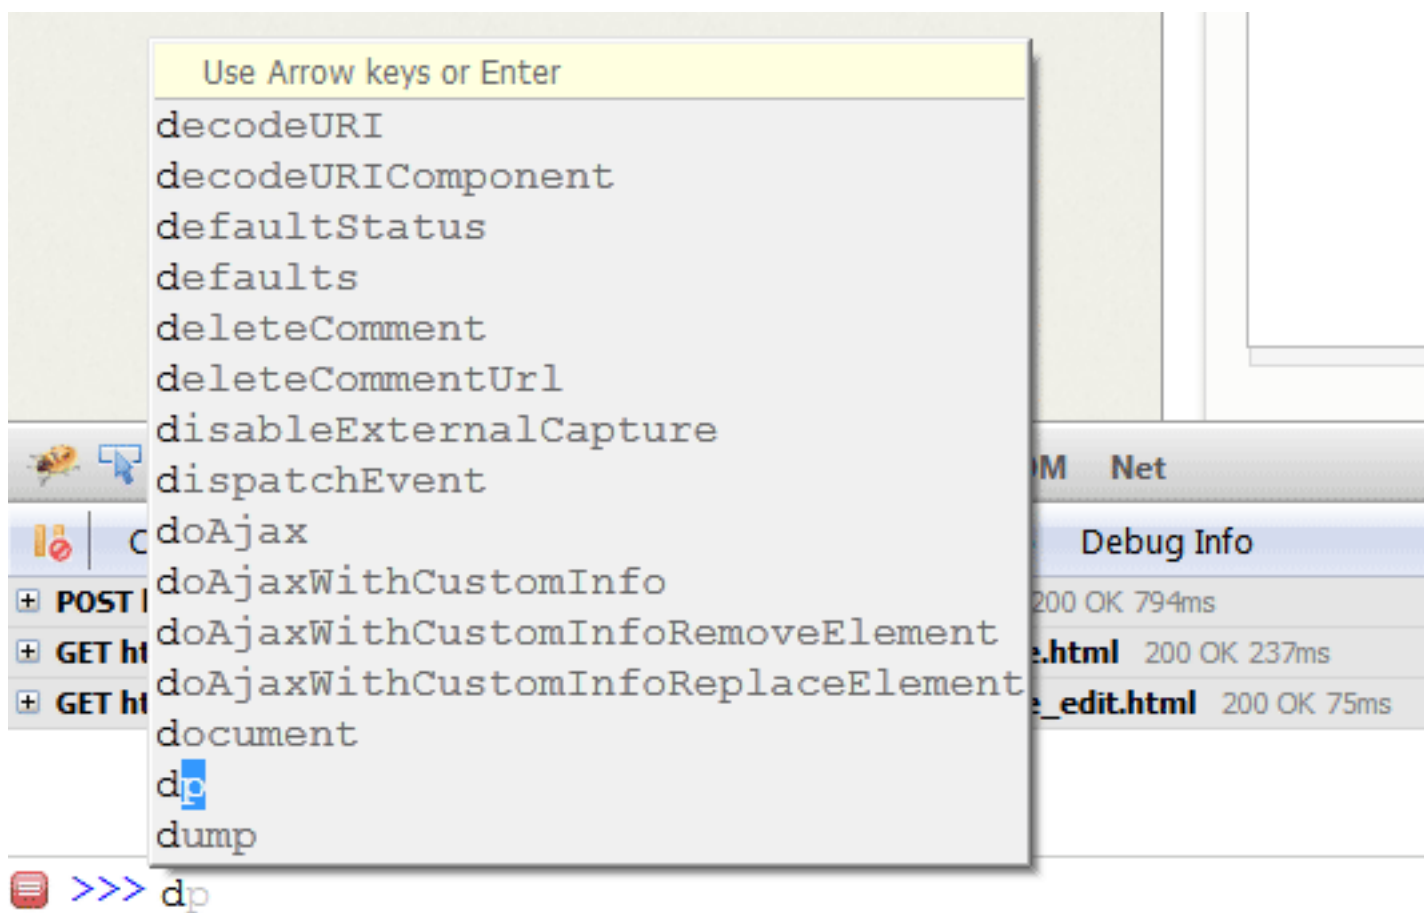 Use Arrow keys or Enter
decodeURI
decodeURIComponent
defaultStatus
defaults
deleteComment
deleteCommentUrl
disableExternalCapture
dispatchEvent
doAjax
doAjaxWithCustomInfo
doAjaxWithCustomInfoRemoveElement
doAjaxWithCustomInfoReplaceElement
document
dp
dump
Net
Debug Info
POST 200 OK 794ms
GET .html 200 OK 237ms
GET _edit.html 200 OK 75ms
>>> dp